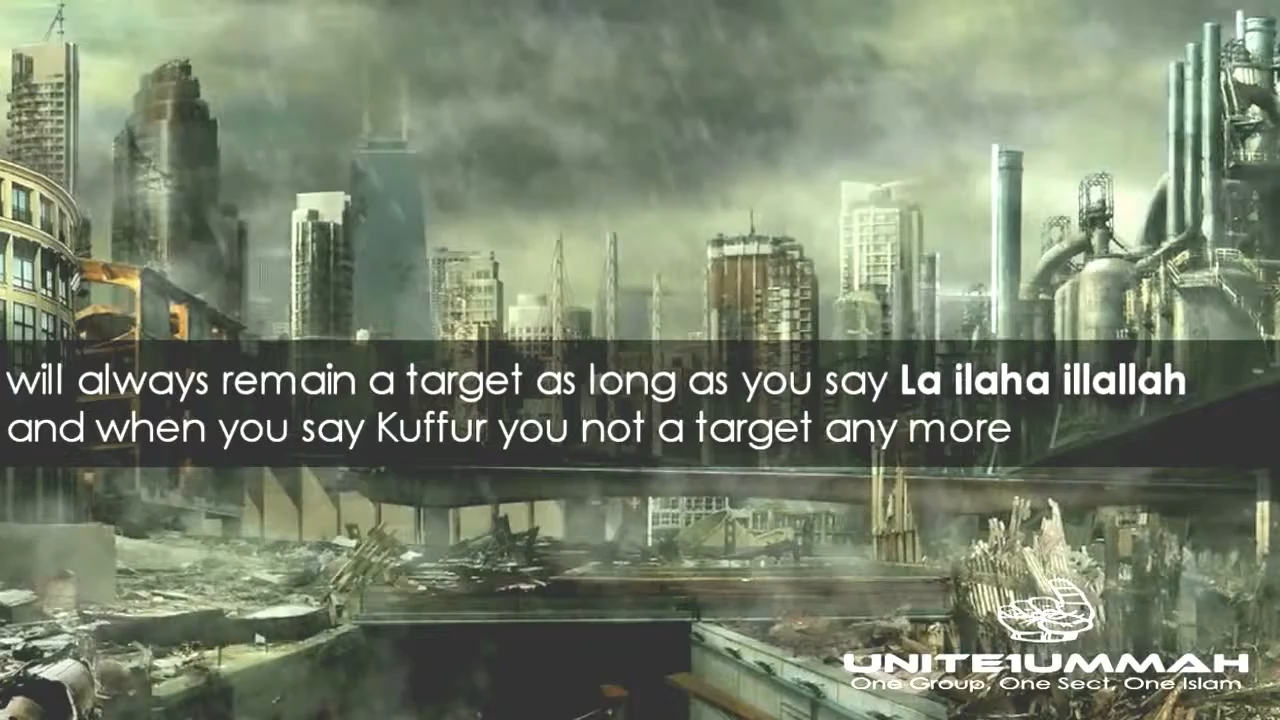 will always remain a target as long as you say La ilaha illallah
and when you say Kuffur you not a target any more
UNITE1UMMAH
One Group, One Sect, One Islam